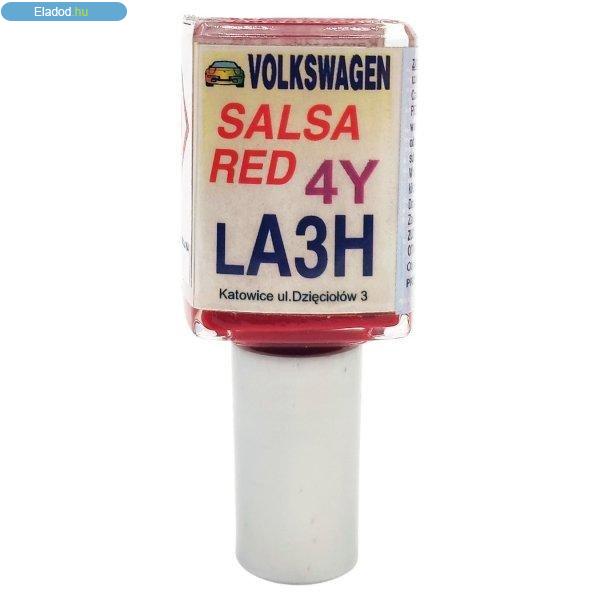 Eladod.hu
VOLKSWAGEN
SALSA
RED 4Y
LA3H
Katowice ul.Dzięciołów 3